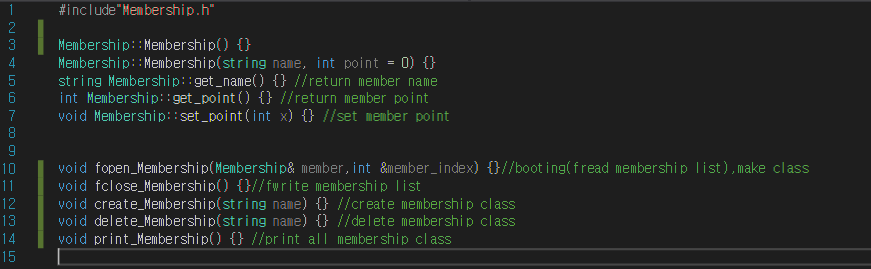 1 #include"Membership.h"
2
3 Membership::Membership() {}
4 Membership::Membership(string name, int point = 0) {}
5 string Membership::get_name() {} //return member name
6 int Membership::get_point() {} //return member point
7 void Membership::set_point(int x) {} //set member point
8
9
10 void fopen_Membership(Membership& member,int &member_index) {}//booting(fread membership list),make class
11 void fclose_Membership() {}//fwrite membership list
12 void create_Membership(string name) {} //create membership class
13 void delete_Membership(string name) {} //delete membership class
14 void print_Membership() {} //print all membership class
15